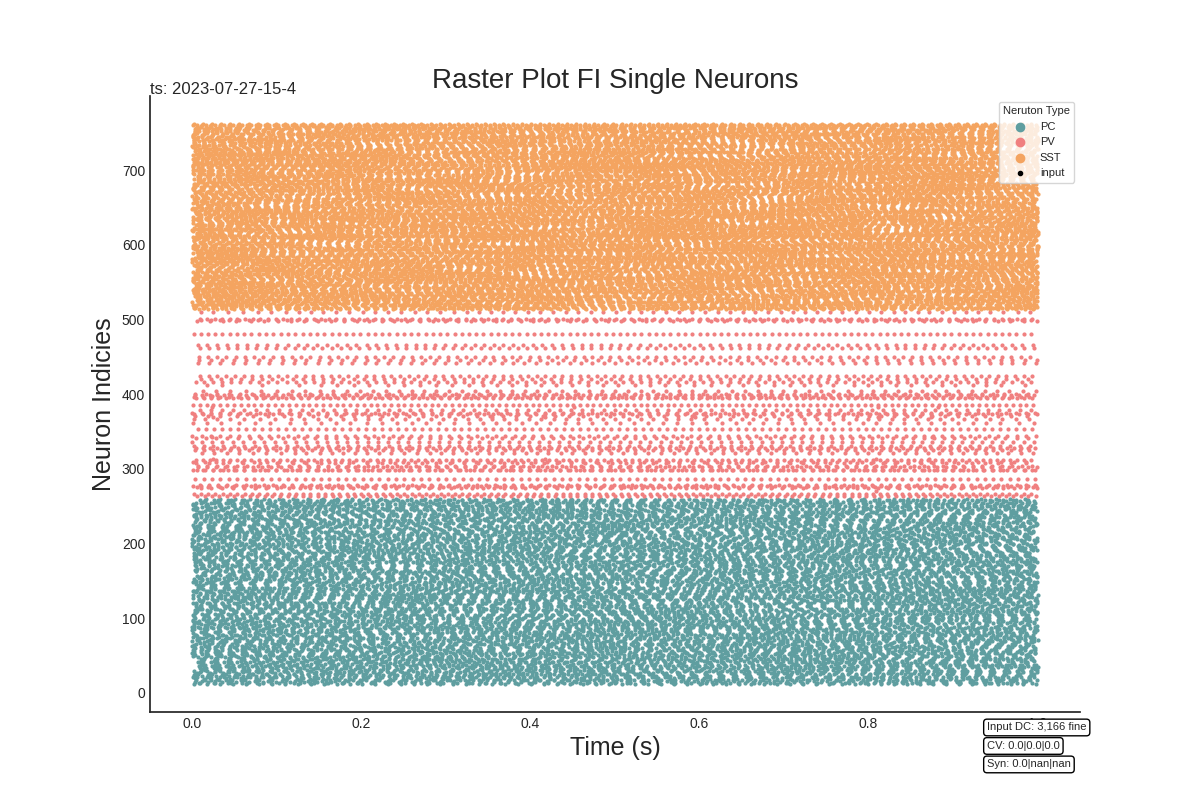 Raster Plot FI Single Neurons
ts: 2023-07-27-15-4
Neruton Type
PC
PV
SST
input
Neuron Indicies
700
600
500
400
300
200
100
0
0.0 0.2 0.4 0.6 0.8
Time (s)
Input DC: 3,166 fine
CV: 0.0|0.0|0.0
Syn: 0.0|nan|nan